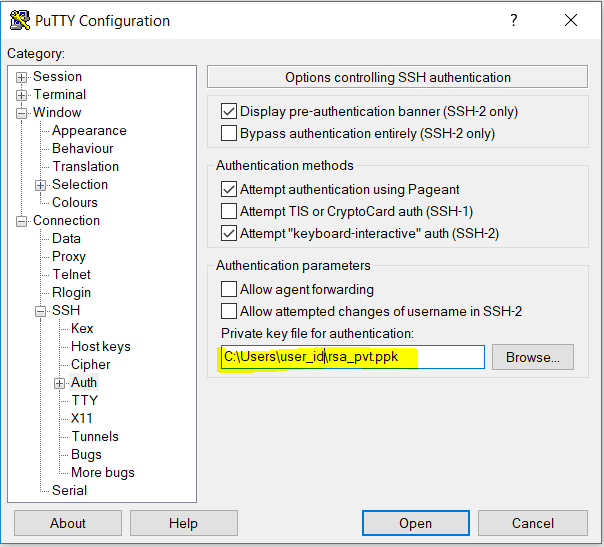 PuTTY Configuration
?
Category:
Session
Terminal
Window
Appearance
Behaviour
Translation
Selection
Colours
Connection
Data
Proxy
Telnet
Rlogin
SSH
Kex
Host keys
Cipher
Auth
TTY
X11
Tunnels
Bugs
More bugs
Serial
Options controlling SSH authentication
Display pre-authentication banner (SSH-2 only)
Bypass authentication entirely (SSH-2 only)
Authentication methods
Attempt authentication using Pageant
Attempt TIS or CryptoCard auth (SSH-1)
Attempt "keyboard-interactive" auth (SSH-2)
Authentication parameters
Allow agent forwarding
Allow attempted changes of username in SSH-2
Private key file for authentication:
C:\Users\user_id\rsa_pvt.ppk
Browse...
About
Help
Open
Cancel